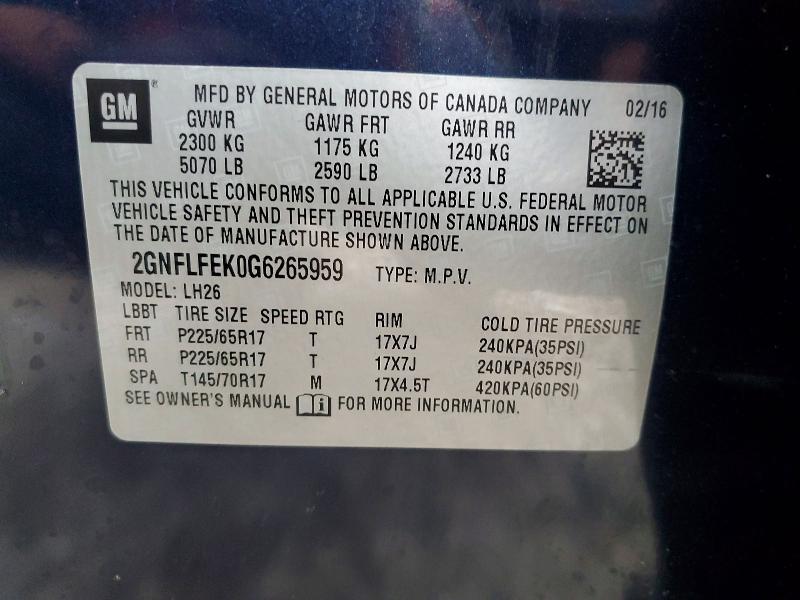 GM ® MFD BY GENERAL MOTORS OF CANADA COMPANY 02/16
GVWR GAWR FRT GAWR RR
2300 KG 1175 KG 1240 KG
5070 LB 2590 LB 2733 LB
THIS VEHICLE CONFORMS TO ALL APPLICABLE U.S. FEDERAL MOTOR
VEHICLE SAFETY AND THEFT PREVENTION STANDARDS IN EFFECT ON
THE DATE OF MANUFACTURE SHOWN ABOVE.
2GNFLFEK0G6265959 TYPE: M.P.V.
MODEL: LH26
LBBT TIRE SIZE SPEED RTG RIM COLD TIRE PRESSURE
FRT P225/65R17 T 17X7J 240KPA(35PSI)
RR P225/65R17 T 17X7J 240KPA(35PSI)
SPA T145/70R17 M 17X4.5T 420KPA(60PSI)
SEE OWNER'S MANUAL FOR MORE INFORMATION.